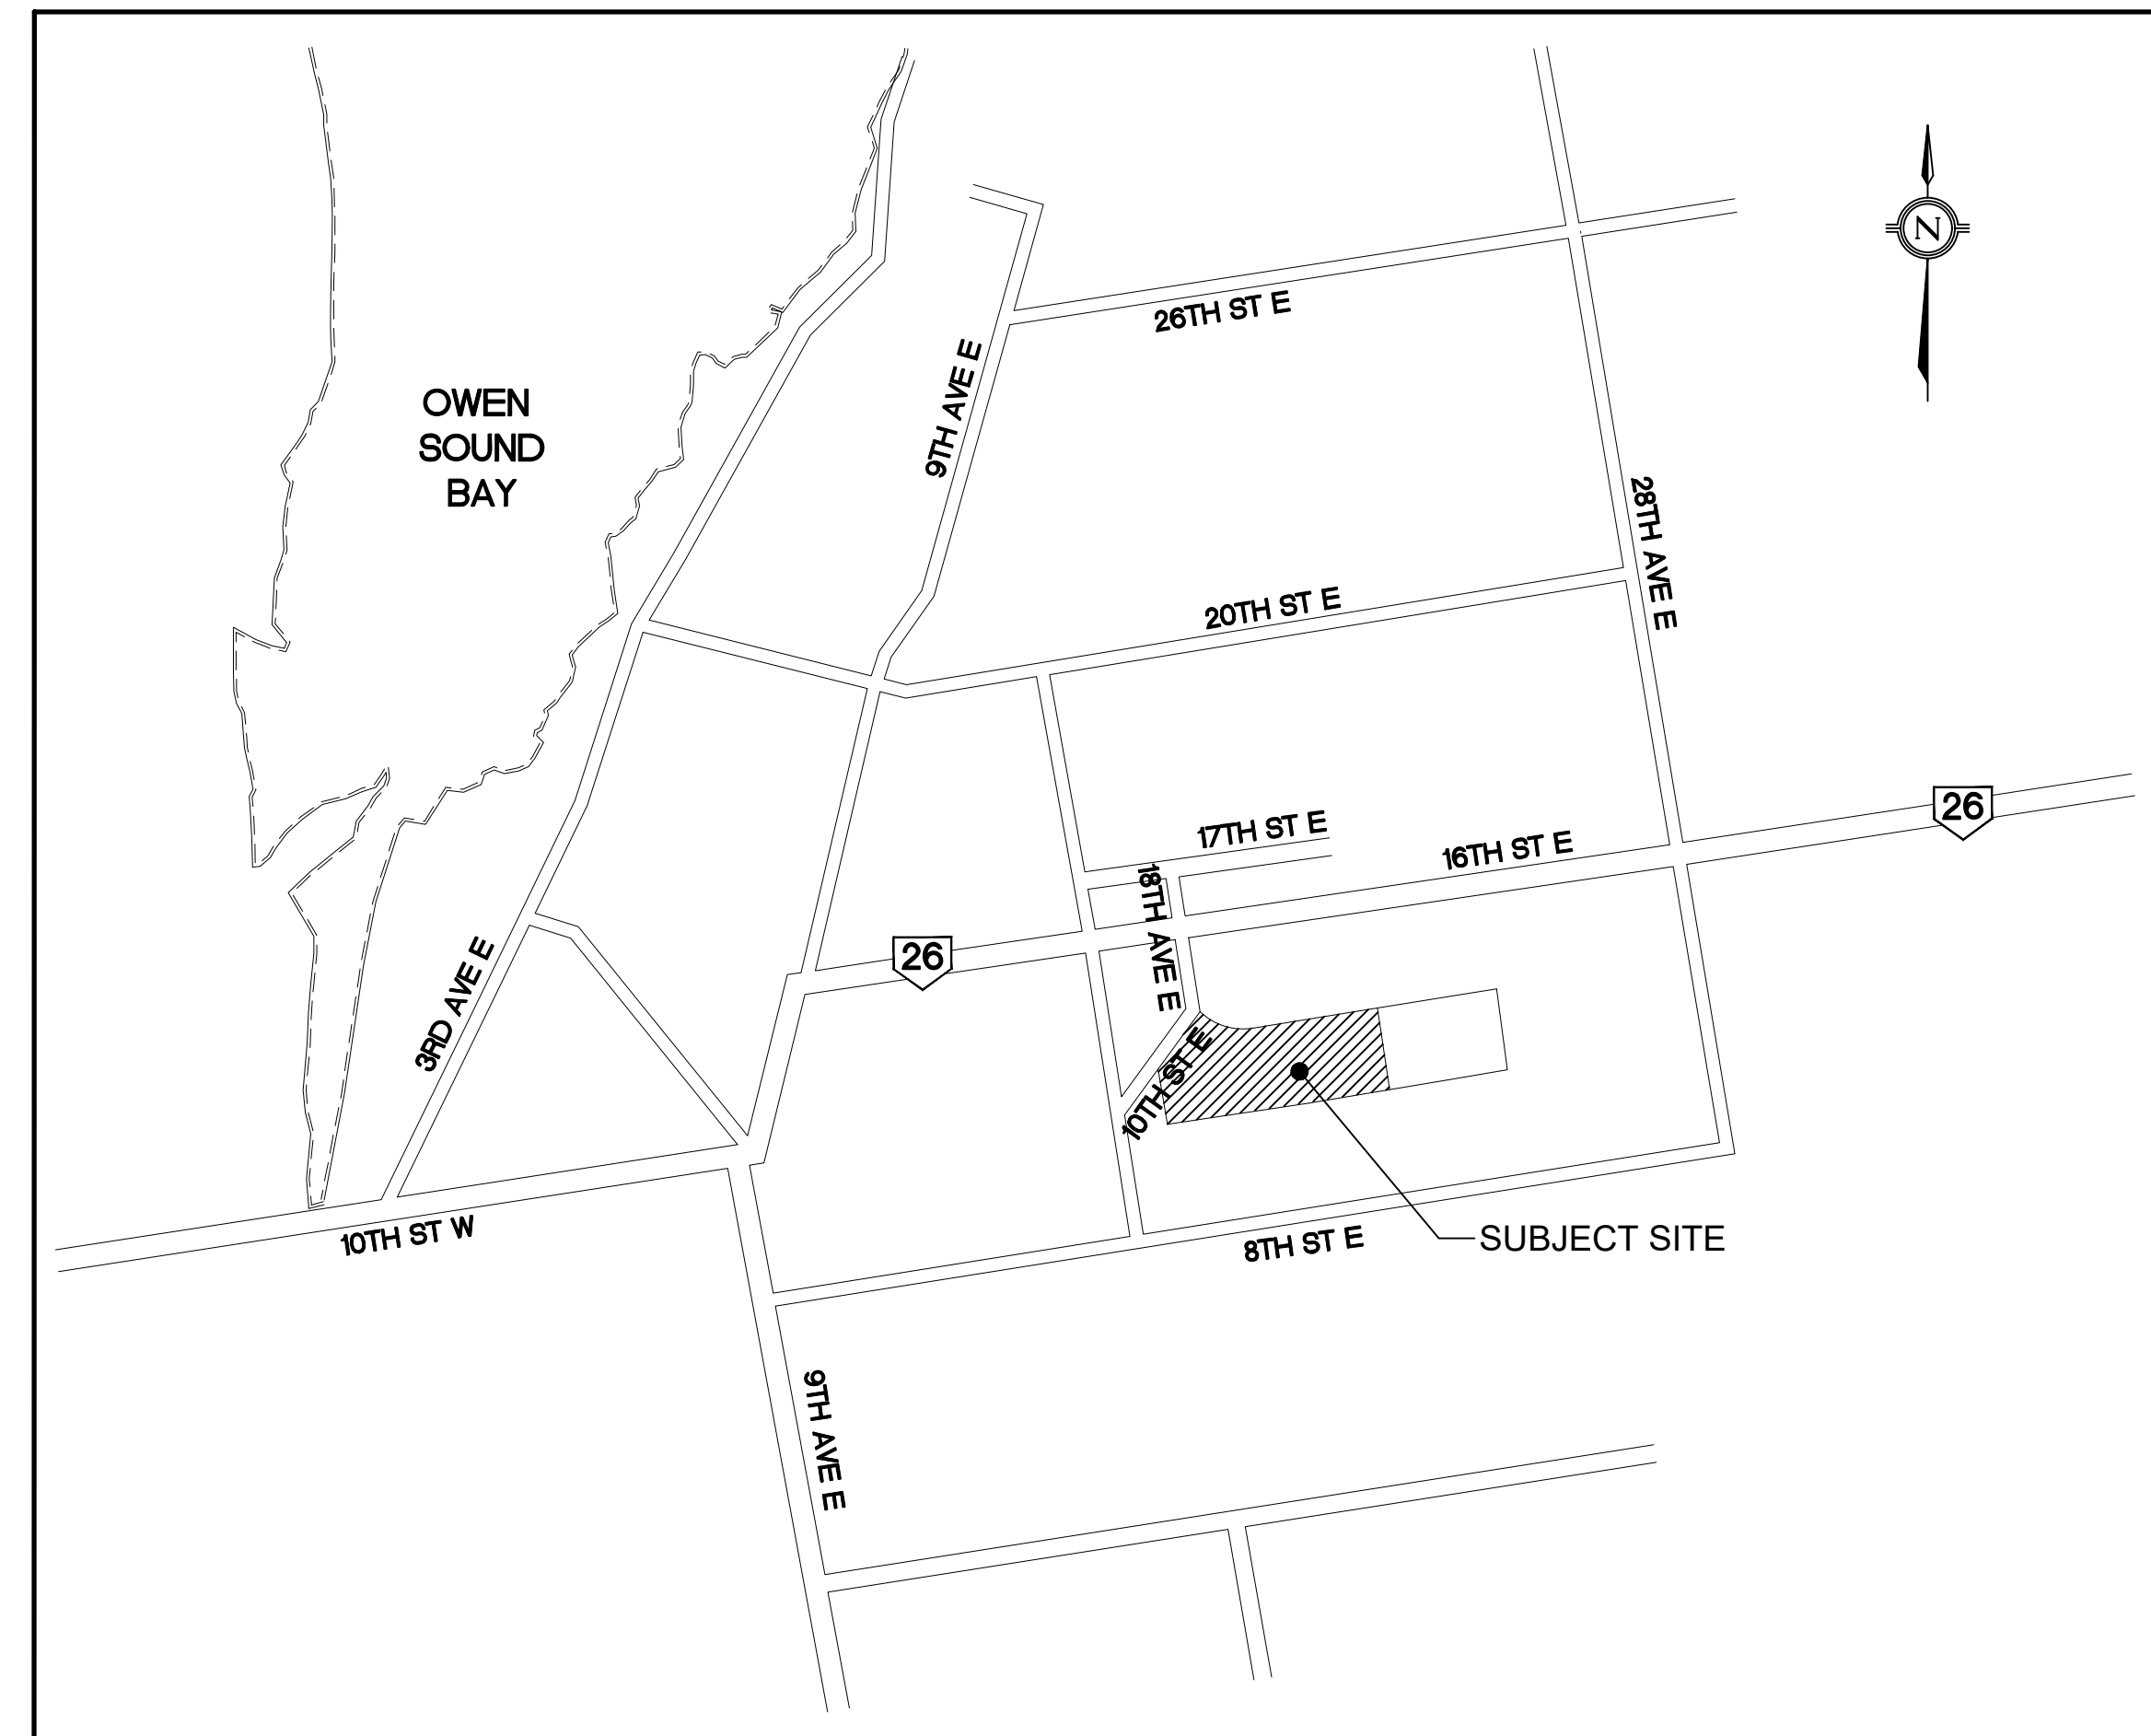 N
26TH ST E
9TH AVE E
OWEN
SOUND
BAY
28TH AVE E
20TH ST E
26
17TH ST E
16TH ST E
18TH AVE E
26
3RD AVE E
10TH ST E
10TH ST W
8TH ST E
SUBJECT SITE
9TH AVE E